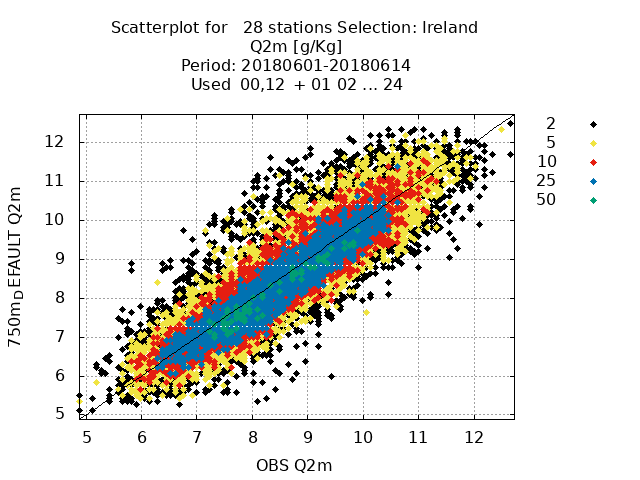 Scatterplot for 28 stations Selection: Ireland
Q2m [g/Kg]
Period: 20180601-20180614
Used 00,12 + 01 02 ... 24
2
5
10
25
50
12
11
10
9
8
7
6
5
750m_DEFAULT Q2m
5 6 7 8 9 10 11 12
OBS Q2m